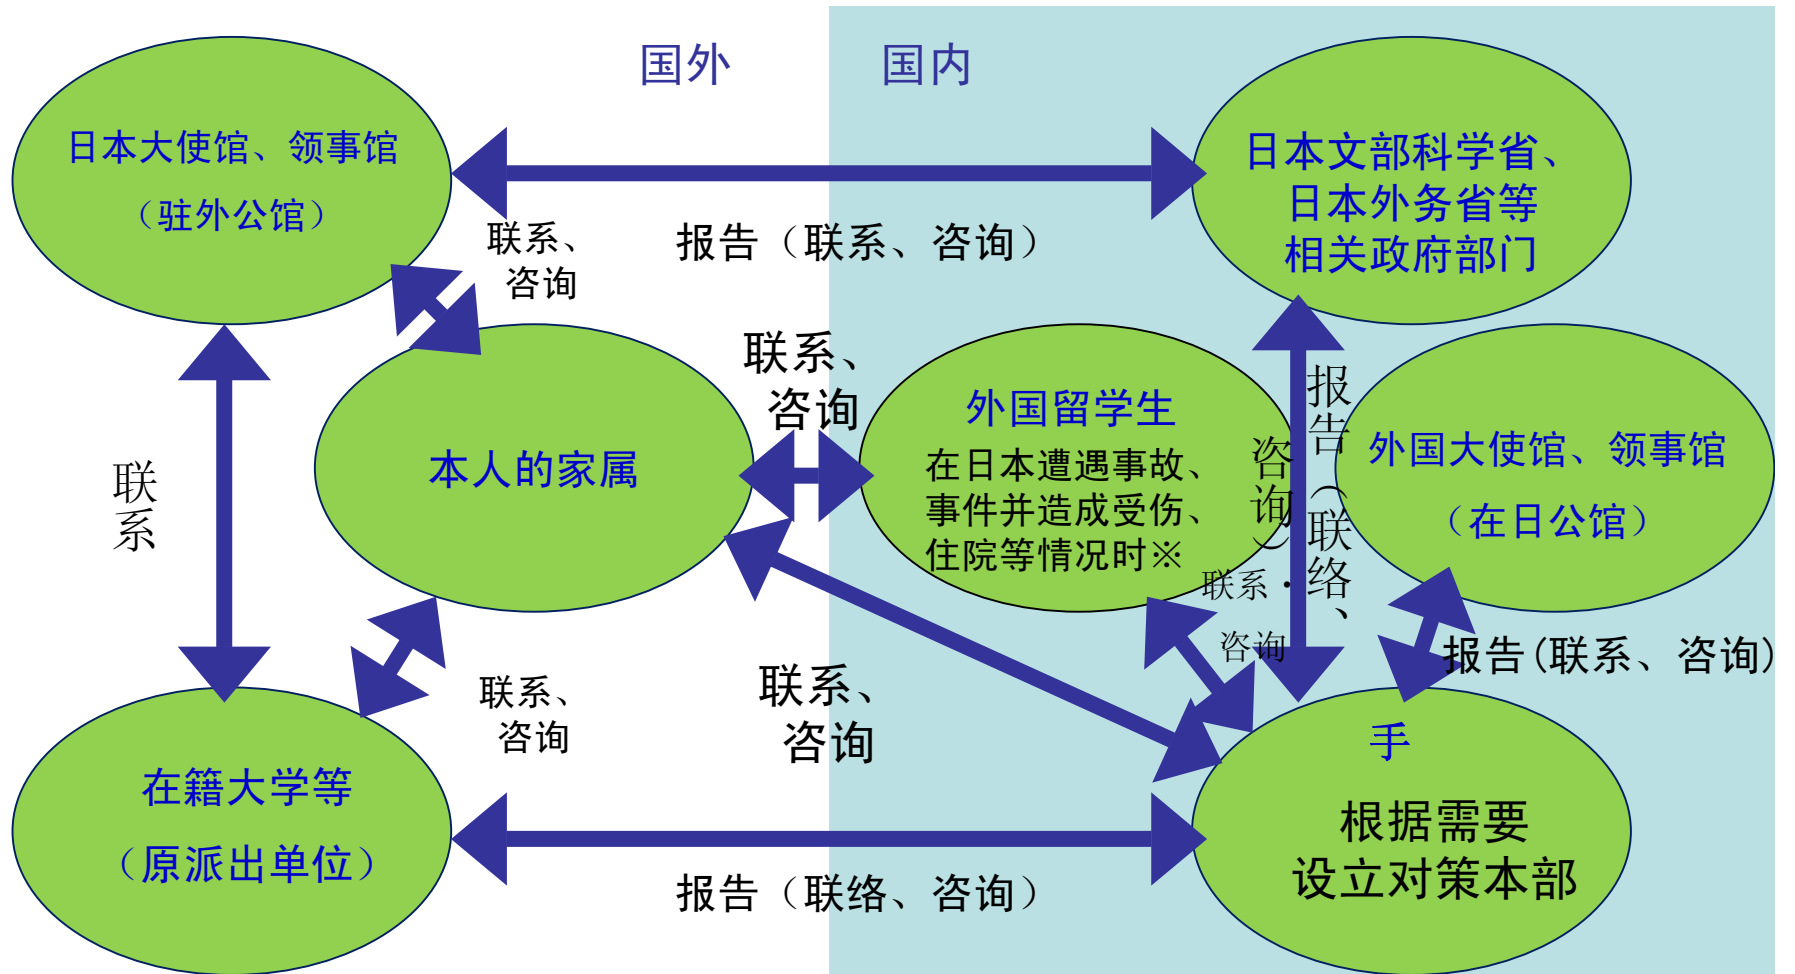 国外
国内
日本大使馆、领事馆
（驻外公馆）
日本文部科学省、
日本外务省等
相关政府部门
联系、
咨询
报告（联系、咨询）
联系、
咨询
本人的家属
外国留学生
在日本遭遇事故、
事件并造成受伤、
住院等情况时※
报告（联络、
咨询）
外国大使馆、领事馆
（在日公馆）
联系
联系·
咨询
报告(联系、咨询)
联系、
咨询
联系、
咨询
手
在籍大学等
（原派出单位）
根据需要
设立对策本部
报告（联络、咨询）